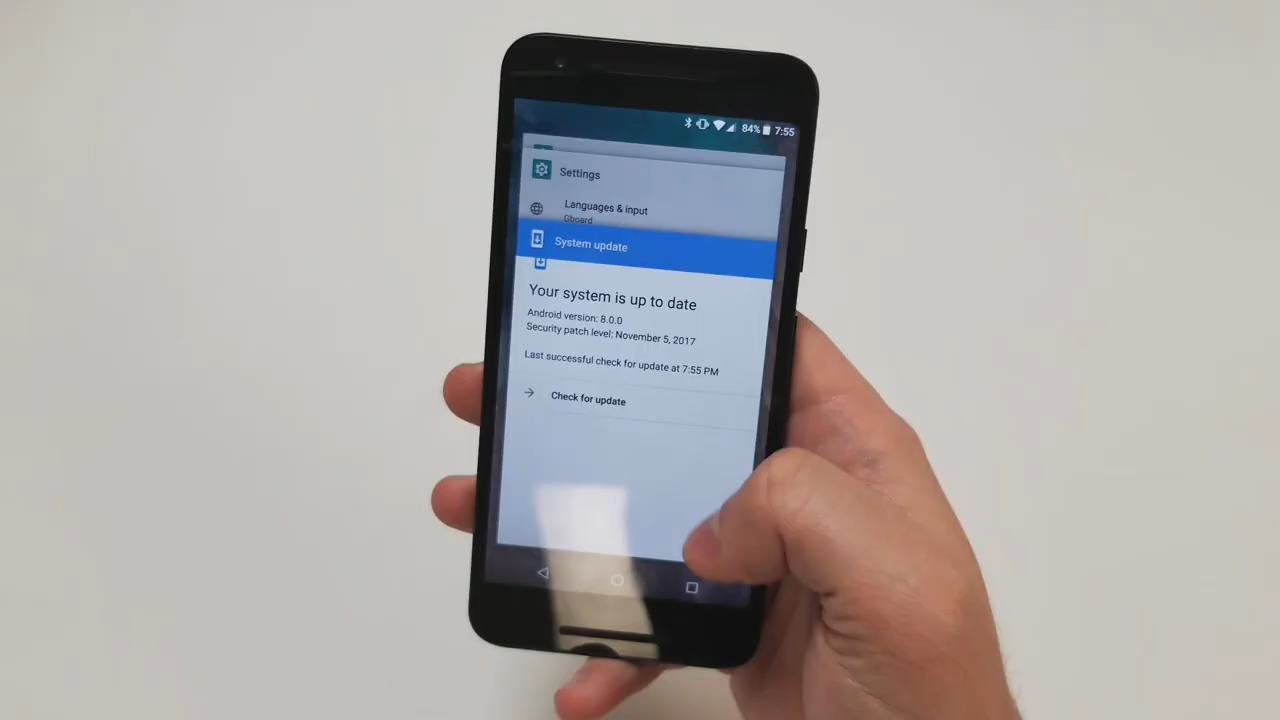 84% 7:55
Settings
Languages & input
Gboard
System update
Your system is up to date
Android version: 8.0.0
Security patch level: November 5, 2017
Last successful check for update at 7:55 PM
Check for update